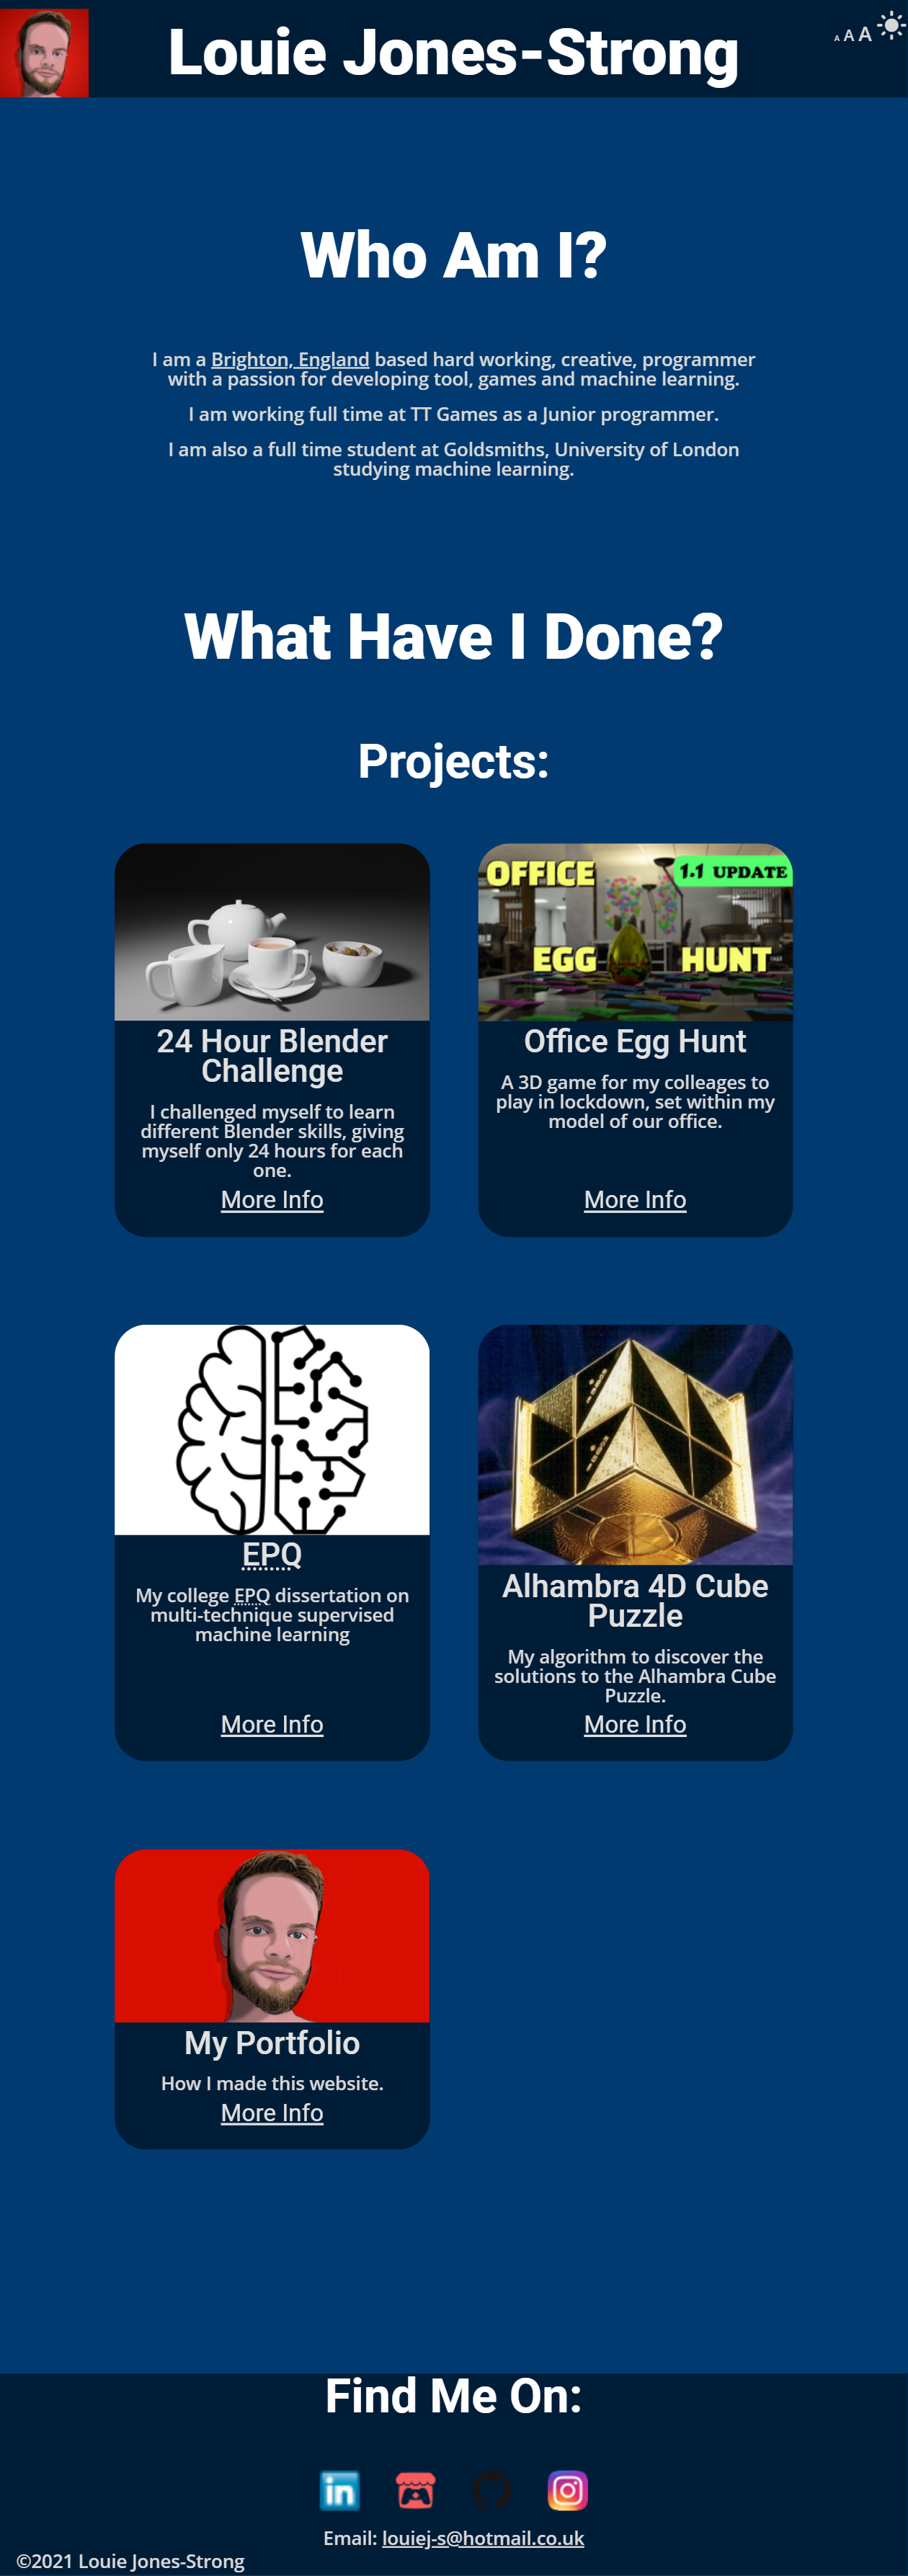 Louie Jones-Strong
A A A
Who Am I?
I am a Brighton, England based hard working, creative, programmer
with a passion for developing tool, games and machine learning.
I am working full time at TT Games as a Junior programmer.
I am also a full time student at Goldsmiths, University of London
studying machine learning.
What Have I Done?
Projects:
24 Hour Blender
Challenge
I challenged myself to learn
different Blender skills, giving
myself only 24 hours for each
one.
More Info
OFFICE
1.1 UPDATE
EGG HUNT
Office Egg Hunt
A 3D game for my colleages to
play in lockdown, set within my
model of our office.
More Info
EPQ
My college EPQ dissertation on
multi-technique supervised
machine learning
More Info
Alhambra 4D Cube
Puzzle
My algorithm to discover the
solutions to the Alhambra Cube
Puzzle.
More Info
My Portfolio
How I made this website.
More Info
Find Me On:
in
Email: louiej-s@hotmail.co.uk
©2021 Louie Jones-Strong